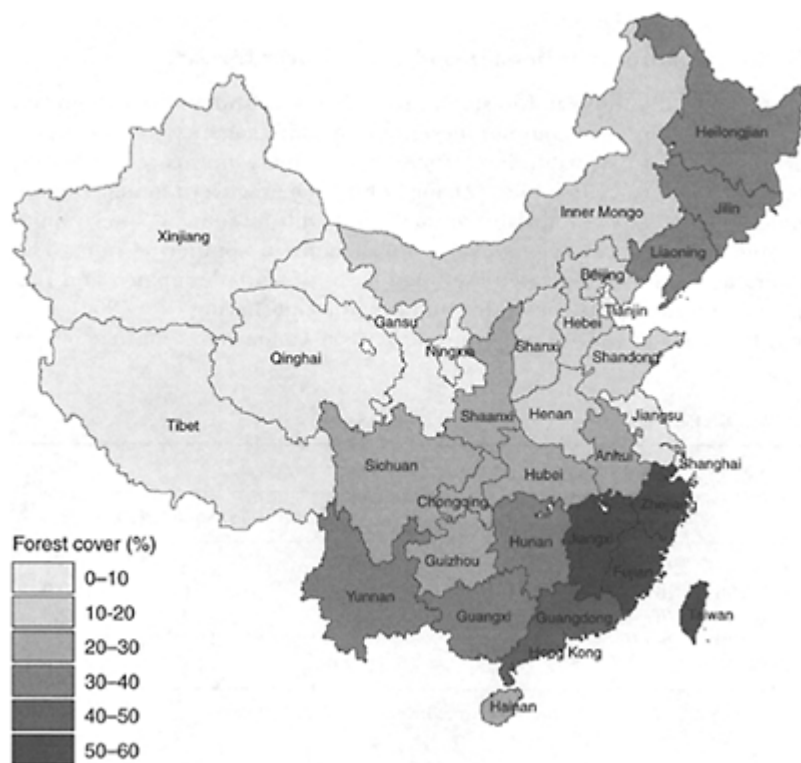 Heilongjian
Jilin
Liaoning
Inner Mongo
Xinjiang
Beijing
Tianjin
Hebei
Gansu
Ningxia
Shanxi
Shandong
Qinghai
Shaanxi
Henan
Jiangsu
Tibet
Anhui
Shanghai
Sichuan
Hubei
Chongqing
Zhejiang
Hunan
Jiangxi
Guizhou
Fujian
Yunnan
Guangxi
Guangdong
Taiwan
Hong Kong
Hainan
Forest cover (%)
0–10
10-20
20–30
30–40
40–50
50–60